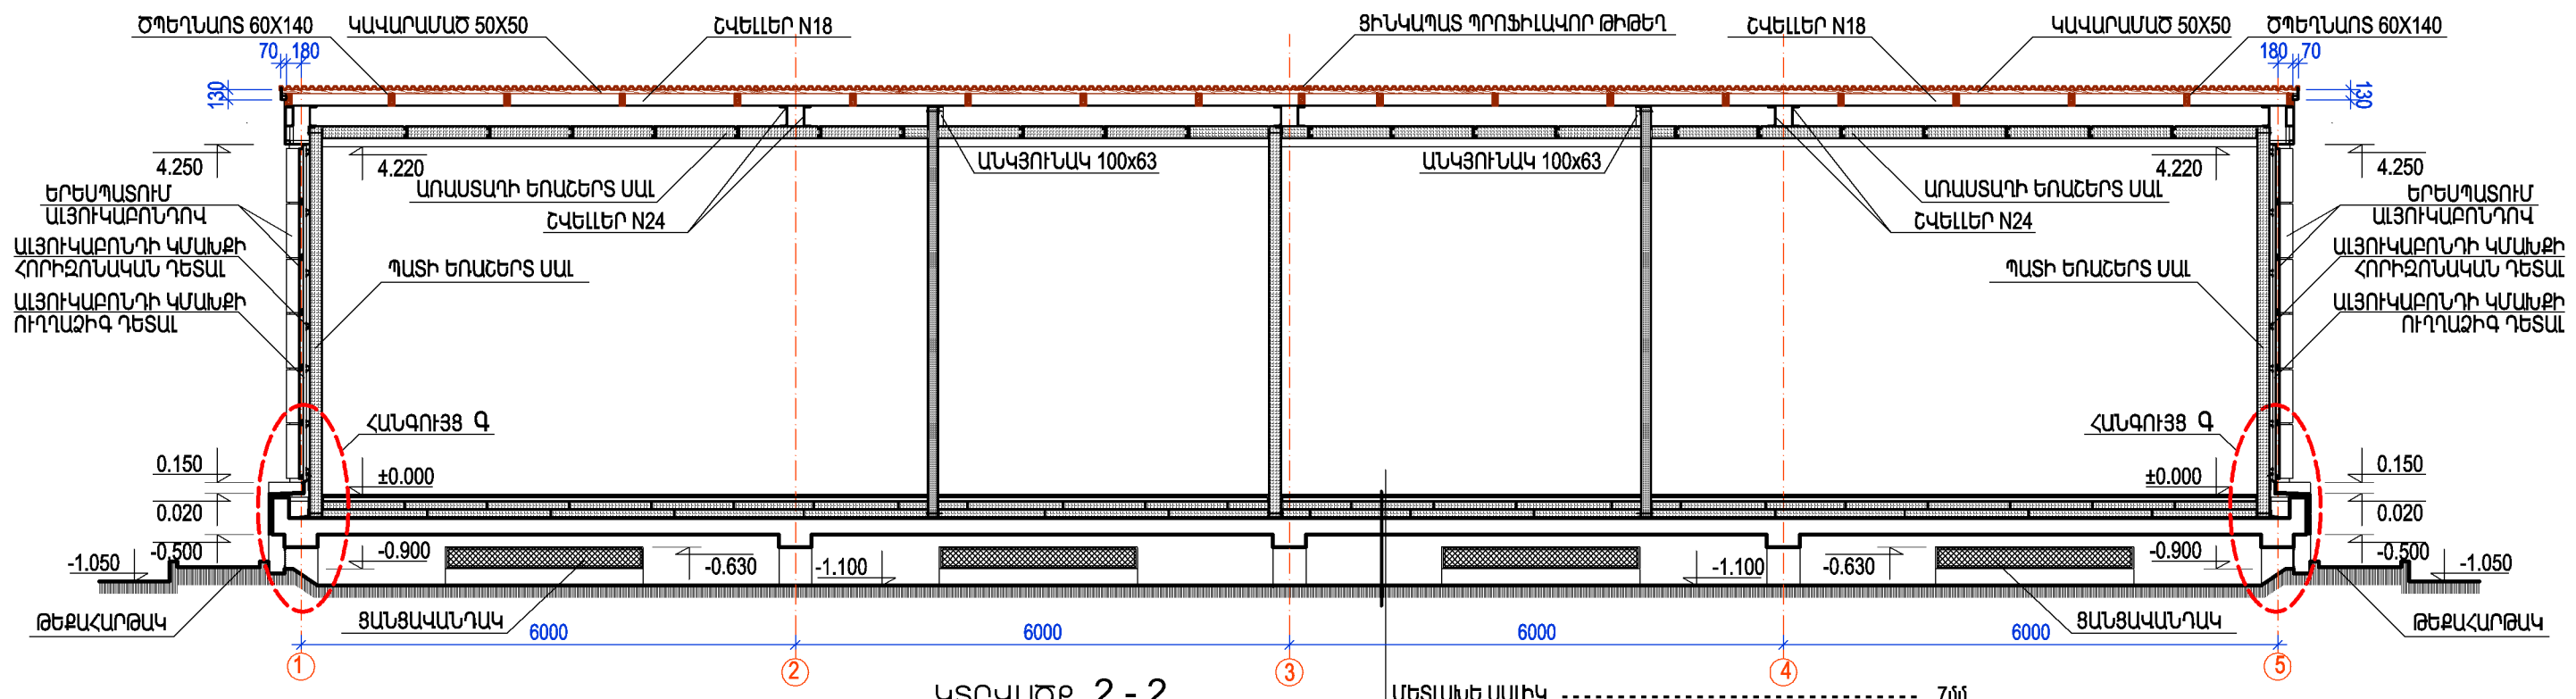 ԾՊԵՂՆԱՈՏ 60X140 ԿԱՎԱՐԱՄԱԾ 50X50 ՇՎԵԼԼԵՐ N18 ՑԻՆԿԱՊԱՏ ՊՐՈՖԻԼԱՎՈՐ ԹԻԹԵՂ ՇՎԵԼԼԵՐ N18 ԿԱՎԱՐԱՄԱԾ 50X50 ԾՊԵՂՆԱՈՏ 60X140
70 180 180 70
130 130
4.250 4.220 ԱՆԿՅՈՒՆԱԿ 100x63 ԱՆԿՅՈՒՆԱԿ 100x63 4.220 4.250
ԵՐԵՍՊԱՏՈՒՄ ԱՌԱՍՏԱՂԻ ԵՌԱՇԵՐՏ ՍԱԼ ԱՌԱՍՏԱՂԻ ԵՌԱՇԵՐՏ ՍԱԼ ԵՐԵՍՊԱՏՈՒՄ
ԱԼՅՈՒԿԱԲՈՆԴՈՎ ՇՎԵԼԼԵՐ N24 ՇՎԵԼԼԵՐ N24 ԱԼՅՈՒԿԱԲՈՆԴՈՎ
ԱԼՅՈՒԿԱԲՈՆԴԻ ԿՄԱԽՔԻ ԱԼՅՈՒԿԱԲՈՆԴԻ ԿՄԱԽՔԻ
ՀՈՐԻԶՈՆԱԿԱՆ ԴԵՏԱԼ ՊԱՏԻ ԵՌԱՇԵՐՏ ՍԱԼ ՊԱՏԻ ԵՌԱՇԵՐՏ ՍԱԼ ՀՈՐԻԶՈՆԱԿԱՆ ԴԵՏԱԼ
ԱԼՅՈՒԿԱԲՈՆԴԻ ԿՄԱԽՔԻ ԱԼՅՈՒԿԱԲՈՆԴԻ ԿՄԱԽՔԻ
ՈՒՂՂԱՁԻԳ ԴԵՏԱԼ ՈՒՂՂԱՁԻԳ ԴԵՏԱԼ
ՀԱՆԳՈՒՅՑ Գ ՀԱՆԳՈՒՅՑ Գ
0.150 ±0.000 ±0.000 0.150
0.020 0.020
-1.050 -0.500 -0.900 -0.630 -1.100 -1.100 -0.630 -0.900 -0.500 -1.050
ԹԵՔԱՀԱՐԹԱԿ ՑԱՆՑԱՎԱՆԴԱԿ ՑԱՆՑԱՎԱՆԴԱԿ ԹԵՔԱՀԱՐԹԱԿ
6000 6000 6000 6000
1 2 3 4 5
ԿՏՐՎԱԾՔ 2-2 ՄԵՏԼԱԽԵ ՍԱԼԻԿ 7մմ